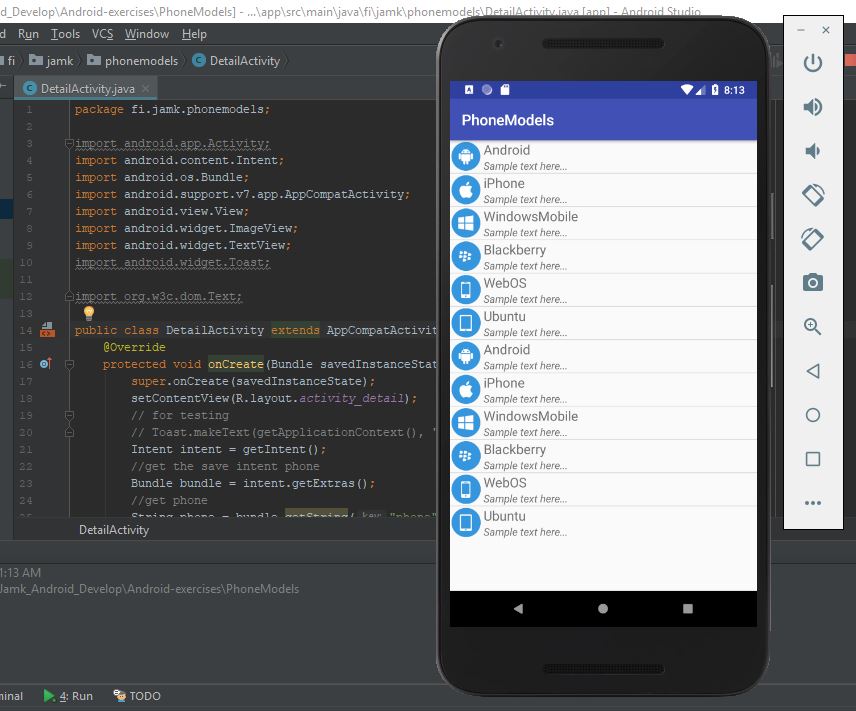 d_Develop\Android-exercises\PhoneModels] - ...\app\src\main\java\fi\jamk\phonemodels\DetailActivity.java [app] - Android Studio
d Run Tools VCS Window Help
fi jamk phonemodels DetailActivity
DetailActivity.java
1 package fi.jamk.phonemodels;
2
3 import android.app.Activity;
4 import android.content.Intent;
5 import android.os.Bundle;
6 import android.support.v7.app.AppCompatActivity;
7 import android.view.View;
8 import android.widget.ImageView;
9 import android.widget.TextView;
10 import android.widget.Toast;
11
12 import org.w3c.dom.Text;
13
14 public class DetailActivity extends AppCompatActivit
15 @Override
16 protected void onCreate(Bundle savedInstanceStat
17 super.onCreate(savedInstanceState);
18 setContentView(R.layout.activity_detail);
19 // for testing
20 // Toast.makeText(getApplicationContext(), "
21 Intent intent = getIntent();
22 //get the save intent phone
23 Bundle bundle = intent.getExtras();
24 //get phone
String phone = bundle.getString( key: "phone"
DetailActivity
1:13 AM
Jamk_Android_Develop\Android-exercises\PhoneModels
minal 4: Run TODO
8:13
PhoneModels
Android
Sample text here...
iPhone
Sample text here...
WindowsMobile
Sample text here...
Blackberry
Sample text here...
WebOS
Sample text here...
Ubuntu
Sample text here...
Android
Sample text here...
iPhone
Sample text here...
WindowsMobile
Sample text here...
Blackberry
Sample text here...
WebOS
Sample text here...
Ubuntu
Sample text here...